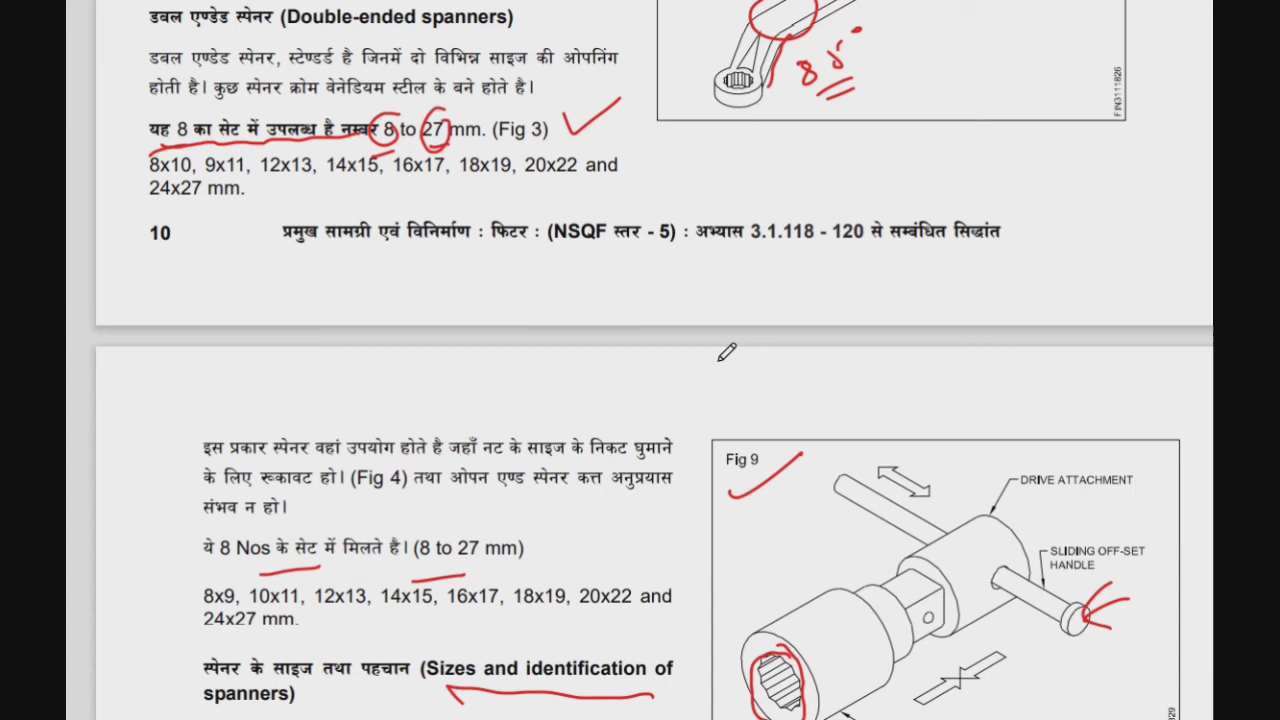 डबल एण्डेड स्पेनर (Double-ended spanners)
डबल एण्डेड स्पेनर, स्टेण्डर्ड है जिनमें दो विभिन्न साइज की ओपनिंग
होती है। कुछ स्पेनर क्रोम वेनेडियम स्टील के बने होते है।
यह 8 का सेट में उपलब्ध है नम्बर 8 to 27 mm. (Fig 3)
8x10, 9x11, 12x13, 14x15, 16x17, 18x19, 20x22 and
24x27 mm.
8
FIN3111826
10 प्रमुख सामग्री एवं विनिर्माण : फिटर : (NSQF स्तर - 5) : अभ्यास 3.1.118 - 120 से सम्बंधित सिद्धांत
इस प्रकार स्पेनर वहां उपयोग होते है जहाँ नट के साइज के निकट घुमाने
के लिए रूकावट हो। (Fig 4) तथा ओपन एण्ड स्पेनर कत्त अनुप्रयास
संभव न हो।
ये 8 Nos के सेट में मिलते है। (8 to 27 mm)
8x9, 10x11, 12x13, 14x15, 16x17, 18x19, 20x22 and
24x27 mm.
स्पेनर के साइज तथा पहचान (Sizes and identification of
spanners)
Fig 9
DRIVE ATTACHMENT
SLIDING OFF-SET
HANDLE